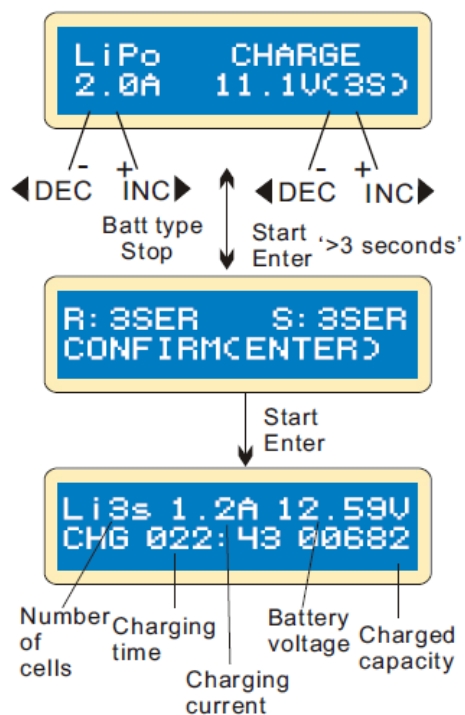 LiPo CHARGE
2.0A 11.1V(3S)
- + - +
◀DEC INC▶ ◀DEC INC▶
Batt type
Stop
Start
Enter
'>3 seconds'
R:3SER S:3SER
CONFIRM(ENTER)
Start
Enter
Li3s 1.2A 12.59V
CHG 022:43 00682
Number
of
cells
Charging
time
Charging
current
Battery
voltage
Charged
capacity